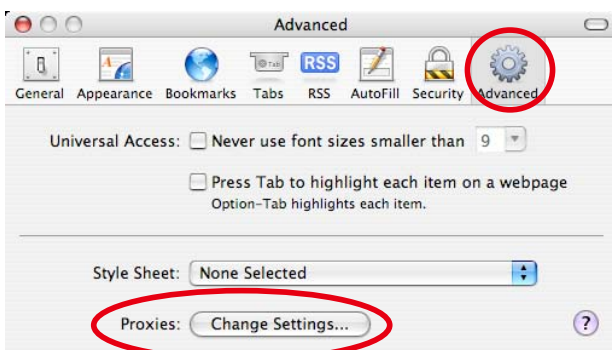 Advanced
RSS
General Appearance Bookmarks Tabs RSS AutoFill Security Advanced
Universal Access: Never use font sizes smaller than 9
Press Tab to highlight each item on a webpage
Option-Tab highlights each item.
Style Sheet: None Selected
Proxies: Change Settings... ?